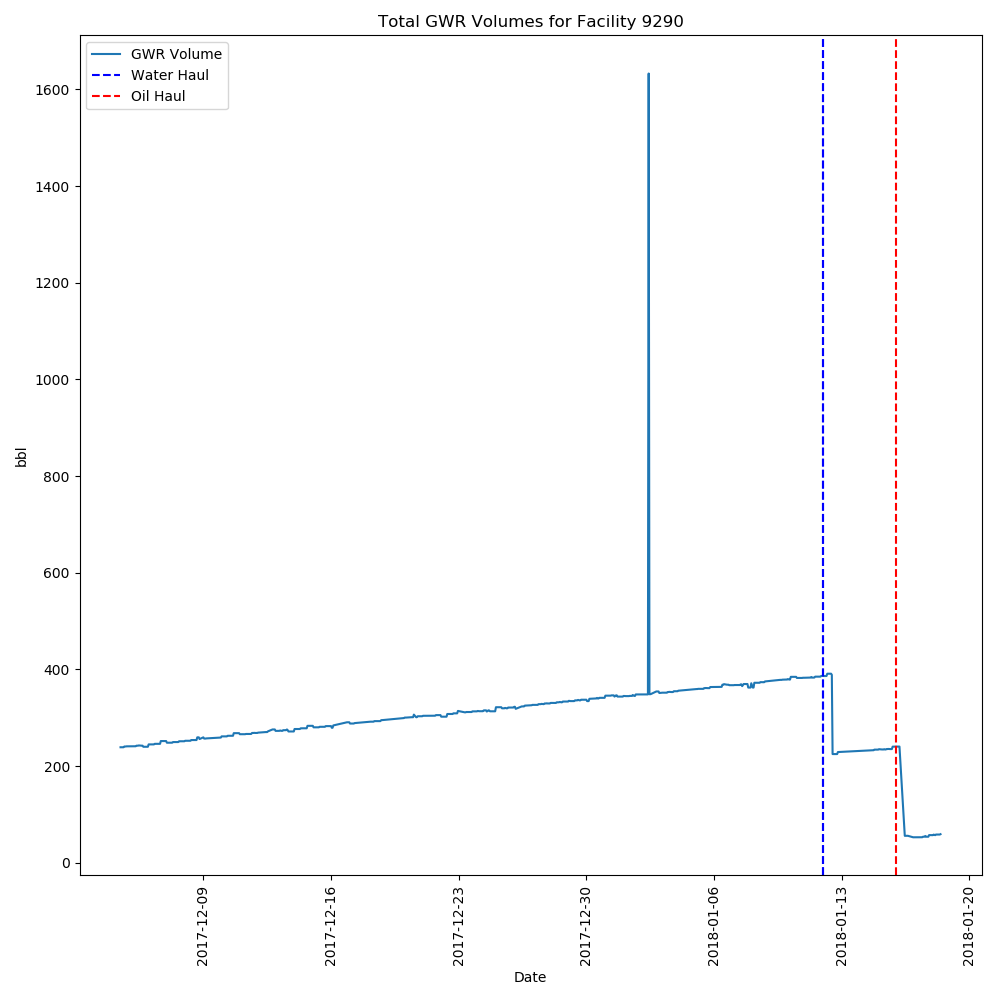 Total GWR Volumes for Facility 9290
GWR Volume
Water Haul
Oil Haul
bbl
1600
1400
1200
1000
800
600
400
200
0
2017-12-09
2017-12-16
2017-12-23
2017-12-30
2018-01-06
2018-01-13
2018-01-20
Date